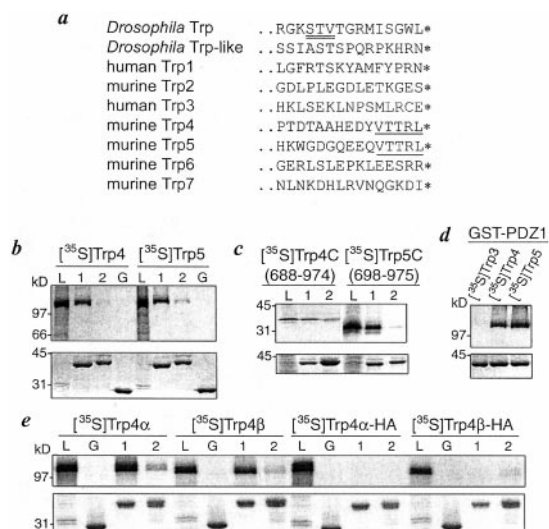 a
Drosophila Trp ..RGKSTVTGRMISGWL*
Drosophila Trp-like ..SSIASTSPQRPKHRN*
human Trp1 ..LGFRTSKYAMFYPRN*
murine Trp2 ..GDLPLEGDLETKGES*
human Trp3 ..HKLSEKLNPSMLRCE*
murine Trp4 ..PTDTAAHEDYVTTRL*
murine Trp5 ..HKWGDGQEEQVTTRL*
murine Trp6 ..GERLSLEPKLEESRR*
murine Trp7 ..NLNKDHLRVNQGKDI*
b
[³⁵S]Trp4 [³⁵S]Trp5
kD L 1 2 G L 1 2 G
97
66
45
31
c
[³⁵S]Trp4C [³⁵S]Trp5C
(688-974) (698-975)
L 1 2 L 1 2
45
31
45
d
GST-PDZ1
[³⁵S]Trp3 [³⁵S]Trp4 [³⁵S]Trp5
kD
97
45
e
[³⁵S]Trp4α [³⁵S]Trp4β [³⁵S]Trp4α-HA [³⁵S]Trp4β-HA
kD L G 1 2 L G 1 2 L G 1 2 L G 1 2
97
45
31